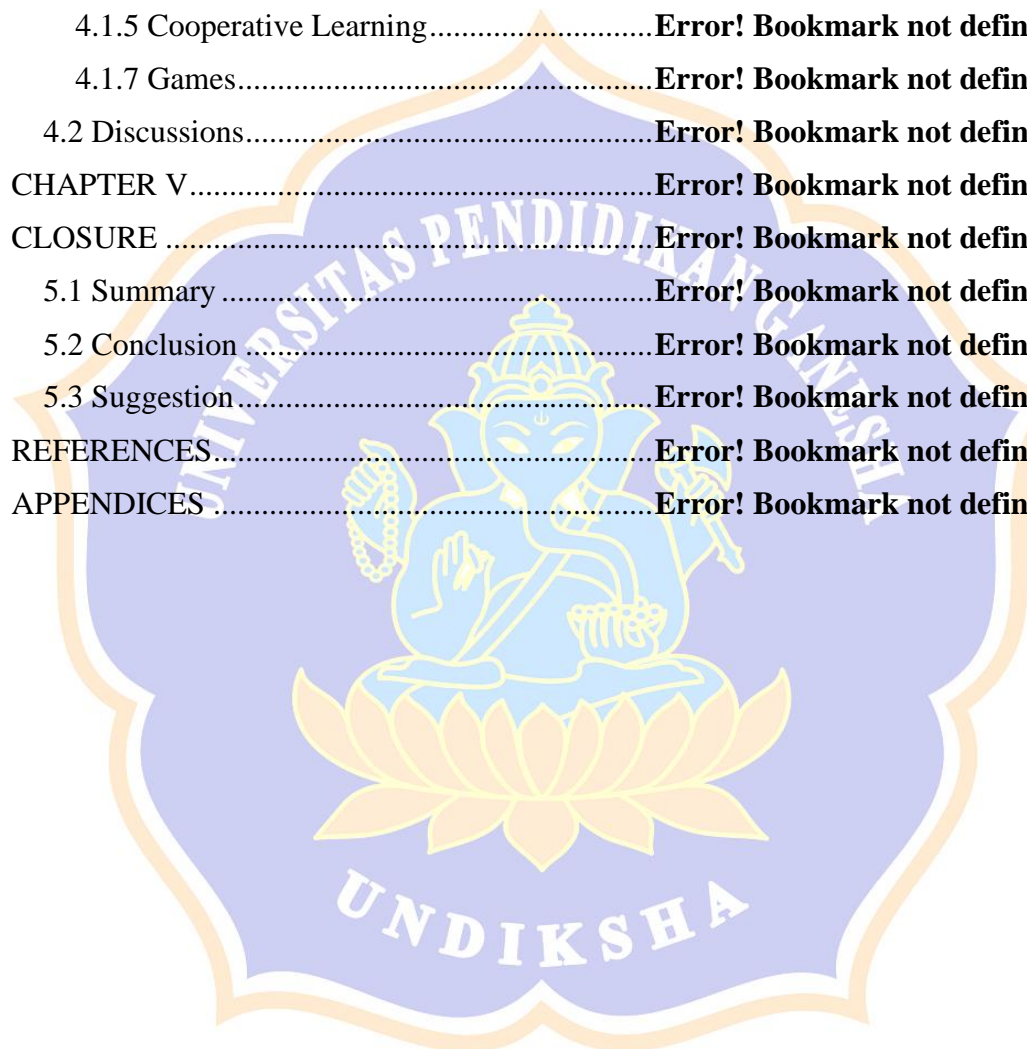 4.1.5 Cooperative Learning............................Error! Bookmark not defin
4.1.7 Games.....................................................Error! Bookmark not defin
4.2 Discussions.....................................................Error! Bookmark not defin
CHAPTER V...........................................................Error! Bookmark not defin
CLOSURE ..............................................................Error! Bookmark not defin
5.1 Summary.......................................................Error! Bookmark not defin
5.2 Conclusion ....................................................Error! Bookmark not defin
5.3 Suggestion......................................................Error! Bookmark not defin
REFERENCES........................................................Error! Bookmark not defin
APPENDICES ........................................................Error! Bookmark not defin
UNIVERSITAS PENDIDIKAN GANESHA
UNDIKSHA